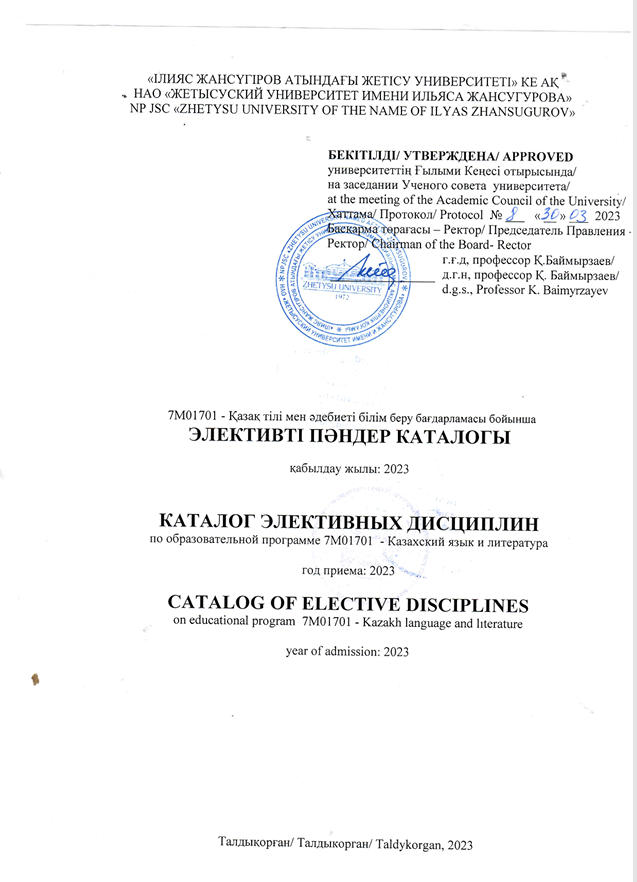 «ІЛИЯС ЖАНСҮГІРОВ АТЫНДАҒЫ ЖЕТІСУ УНИВЕРСИТЕТІ» КЕ АҚ
НАО «ЖЕТЫСУСКИЙ УНИВЕРСИТЕТ ИМЕНИ ИЛЬЯСА ЖАНСУГУРОВА»
NP JSC «ZHETYSU UNIVERSITY OF THE NAME OF ILYAS ZHANSUGUROV»
БЕКІТІЛДІ/ УТВЕРЖДЕНА/ APPROVED
университеттің Ғылыми Кеңесі отырысында/
на заседании Ученого совета университета/
at the meeting of the Academic Council of the University/
Хаттама/ Протокол/ Protocol № 8 «30» 03 2023
Басқарма төрағасы – Ректор/ Председатель Правления -
Ректор/ Chairman of the Board- Rector
г.ғ.д, профессор Қ.Баймырзаев/
д.г.н, профессор Қ. Баймырзаев/
d.g.s., Professor K. Baimyrzayev
ZHETYSU UNIVERSITY
1972
7М01701 - Қазақ тілі мен әдебиеті білім беру бағдарламасы бойынша
ЭЛЕКТИВТІ ПӘНДЕР КАТАЛОГЫ
қабылдау жылы: 2023
КАТАЛОГ ЭЛЕКТИВНЫХ ДИСЦИПЛИН
по образовательной программе 7М01701 - Казахский язык и литература
год приема: 2023
CATALOG OF ELECTIVE DISCIPLINES
on educational program 7M01701 - Kazakh language and literature
year of admission: 2023
Талдықорған/ Талдыкорган/ Taldykorgan, 2023